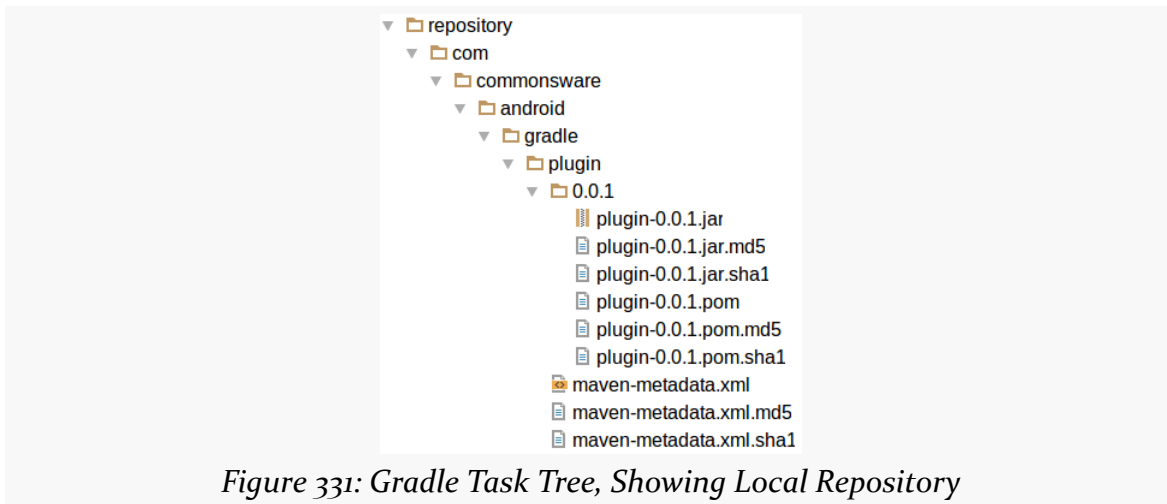 repository
com
commonsware
android
gradle
plugin
0.0.1
plugin-0.0.1.jar
plugin-0.0.1.jar.md5
plugin-0.0.1.jar.sha1
plugin-0.0.1.pom
plugin-0.0.1.pom.md5
plugin-0.0.1.pom.sha1
maven-metadata.xml
maven-metadata.xml.md5
maven-metadata.xml.sha1
Figure 331: Gradle Task Tree, Showing Local Repository